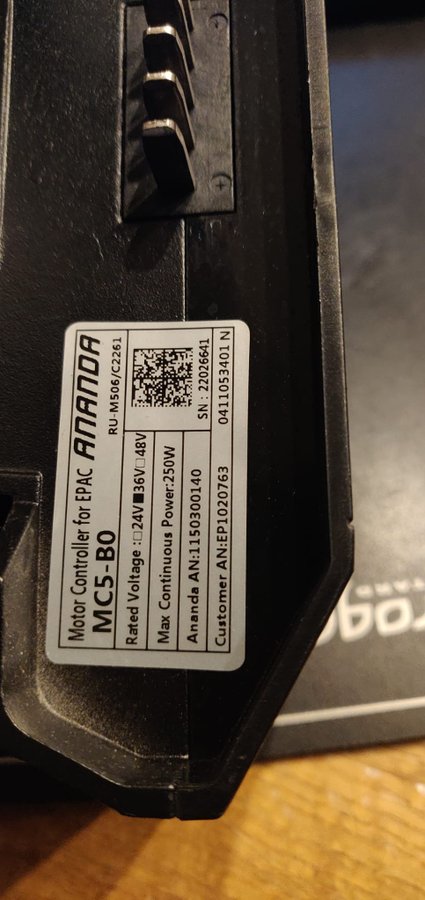 Motor Controller for EPAC ANANDA
MC5-B0 RU-M506/C2261
Rated Voltage :□24V■36V□48V
Max Continuous Power:250W
Ananda AN:1150300140
SN : 22026641
Customer AN:EP1020763 0411053401 N
-
+